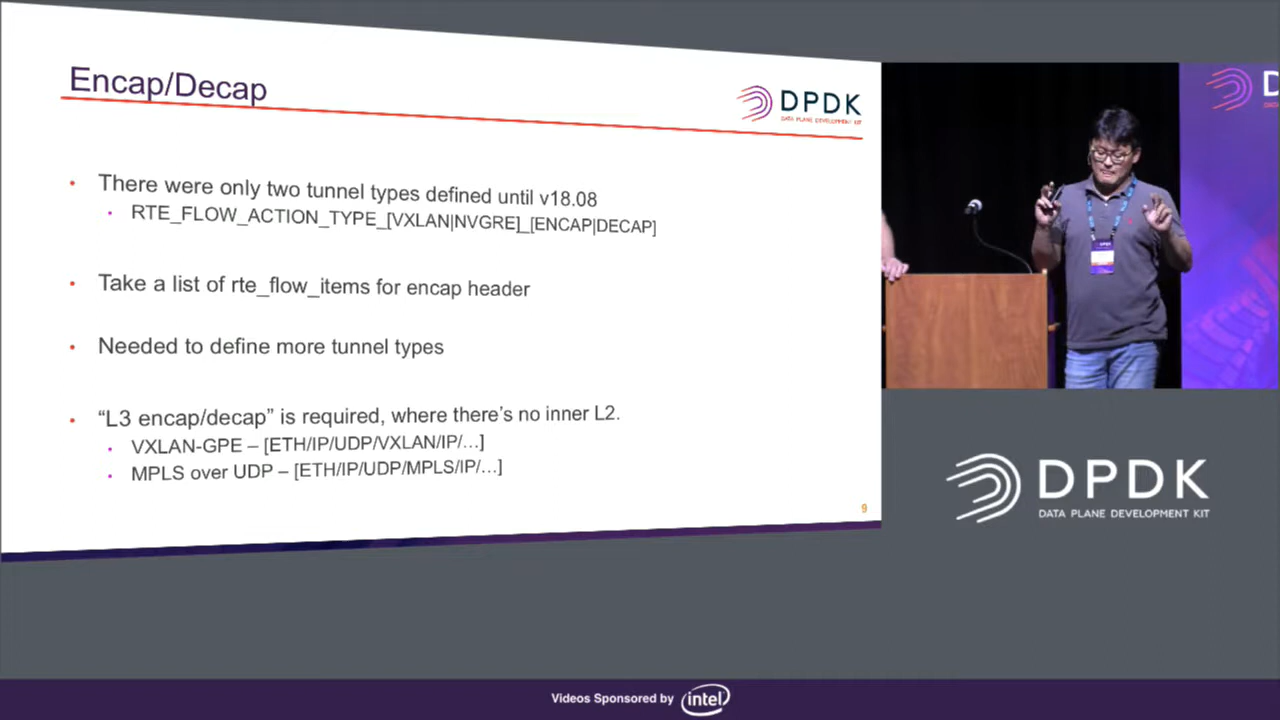 Encap/Decap
DPDK
DATA PLANE DEVELOPMENT KIT
• There were only two tunnel types defined until v18.08
• RTE_FLOW_ACTION_TYPE_[VXLAN|NVGRE]_[ENCAP|DECAP]
• Take a list of rte_flow_items for encap header
• Needed to define more tunnel types
• “L3 encap/decap” is required, where there’s no inner L2.
• VXLAN-GPE – [ETH/IP/UDP/VXLAN/IP/…]
• MPLS over UDP – [ETH/IP/UDP/MPLS/IP/…]
9
D
DPDK
DATA PLANE DEVELOPMENT KIT
Videos Sponsored by intel